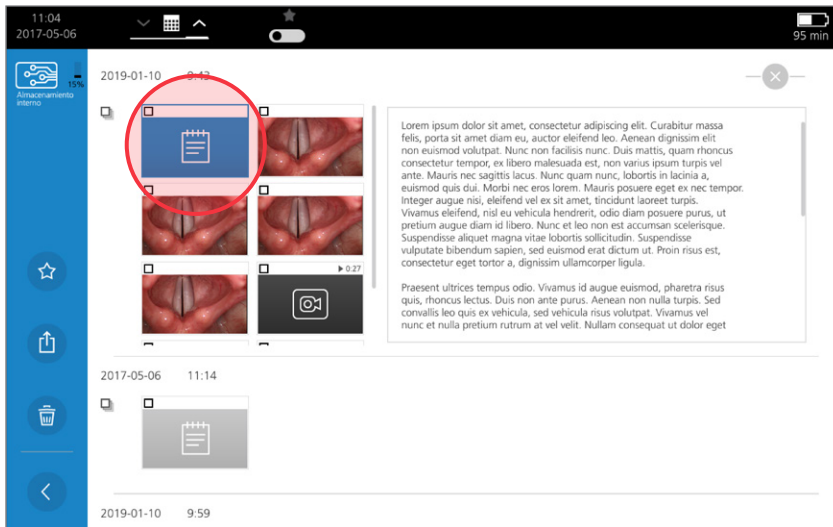 11:04
2017-05-06
95 min
15%
Almacenamiento
interno
2019-01-10 9:43
Lorem ipsum dolor sit amet, consectetur adipiscing elit. Curabitur massa
felis, porta sit amet diam eu, auctor eleifend leo. Aenean dignissim elit
non euismod volutpat. Nunc non facilisis nunc. Duis mattis, quam rhoncus
consectetur tempor, ex libero malesuada est, non varius ipsum turpis vel
ante. Mauris nec sagittis lacus. Nunc quam nunc, lobortis in lacinia a,
euismod quis dui. Morbi nec eros lorem. Mauris posuere eget ex nec tempor.
Integer augue nisi, eleifend vel ex sit amet, tincidunt laoreet turpis.
Vivamus eleifend, nisl eu vehicula hendrerit, odio diam posuere purus, ut
pretium augue diam id libero. Nunc et leo non est accumsan scelerisque.
Suspendisse aliquet magna vitae lobortis sollicitudin. Suspendisse
vulputate bibendum sapien, sed euismod erat dictum ut. Proin risus est,
consectetur eget tortor a, dignissim ullamcorper ligula.
Praesent ultrices tempus odio. Vivamus id augue euismod, pharetra risus
quis, rhoncus lectus. Duis non ante purus. Aenean non nulla turpis. Sed
convallis leo quis ex vehicula, sed vehicula risus volutpat. Vivamus vel
nunc et nulla pretium rutrum at vel velit. Nullam consequat ut dolor eget
0:27
2017-05-06 11:14
2019-01-10 9:59